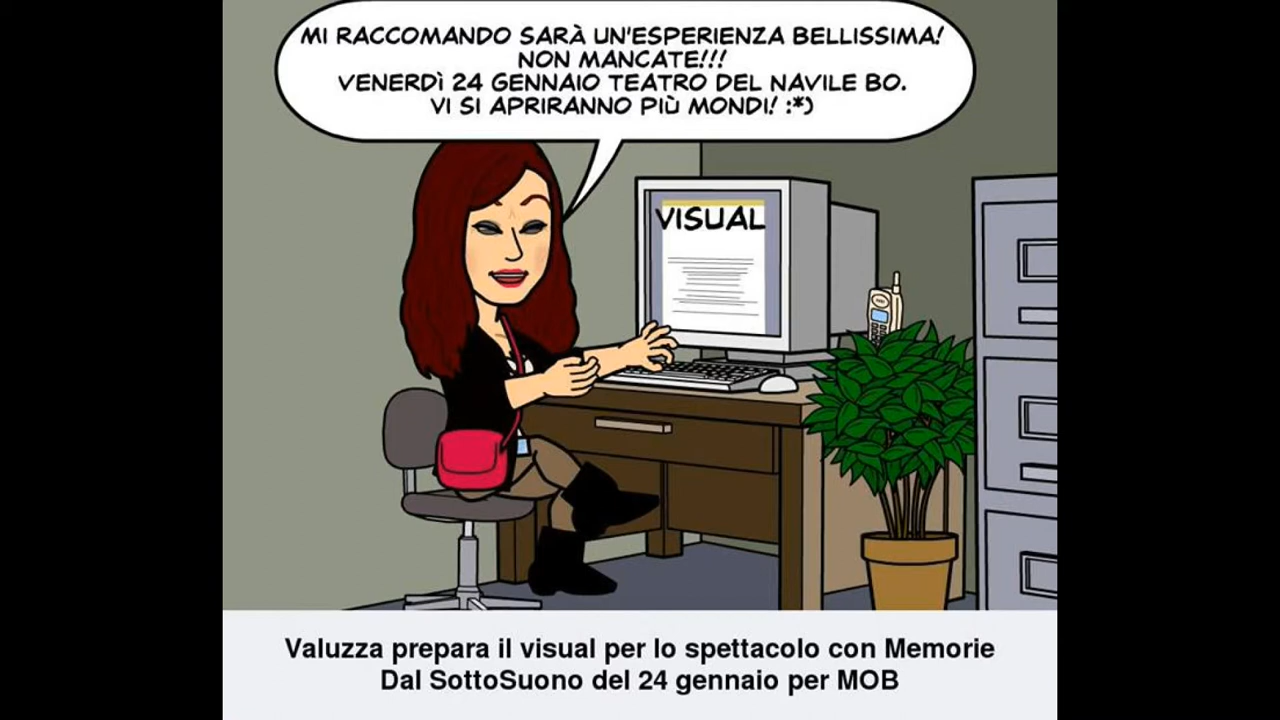 MI RACCOMANDO SARÀ UN'ESPERIENZA BELLISSIMA!
NON MANCATE!!!
VENERDÌ 24 GENNAIO TEATRO DEL NAVILE BO.
VI SI APRIRANNO PIÙ MONDI! :*)
VISUAL
Valuzza prepara il visual per lo spettacolo con Memorie
Dal SottoSuono del 24 gennaio per MOB